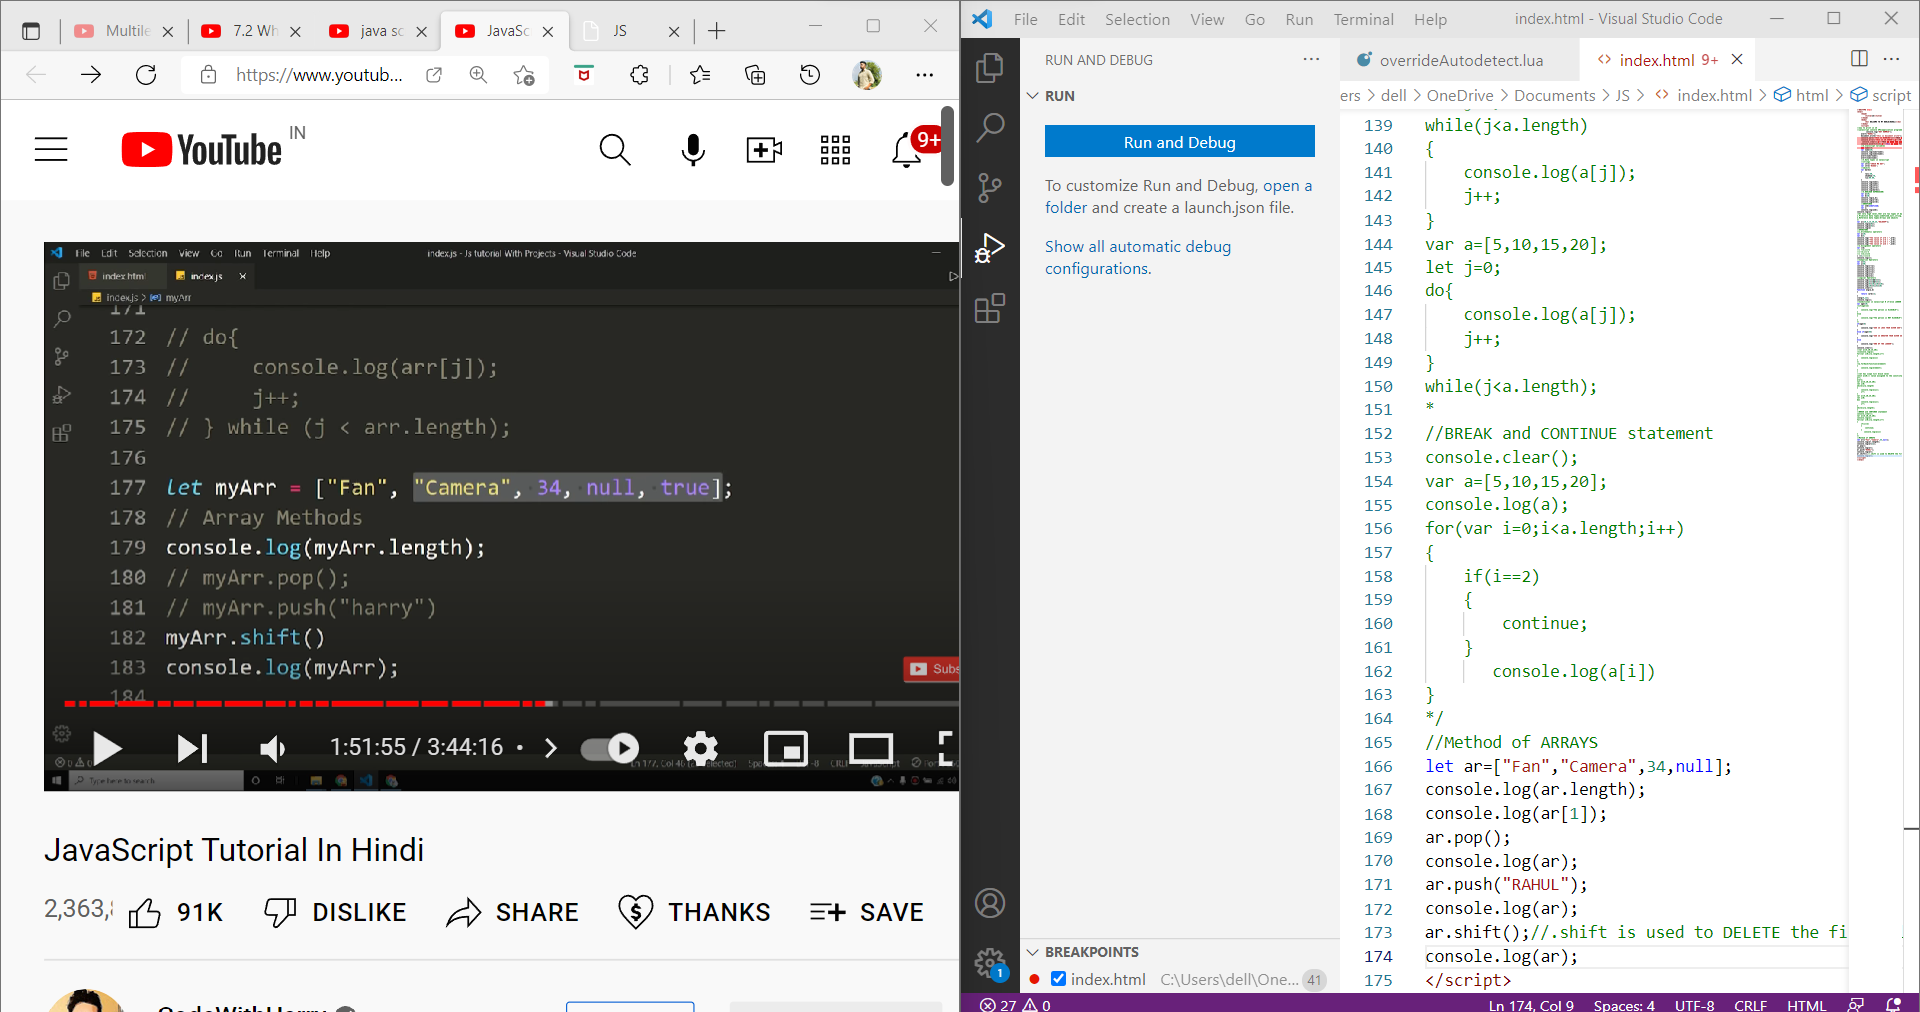 Multile
7.2 Wh
java sc
JavaSc
JS
https://www.youtub...
YouTube IN
9+
File Edit Selection View Go Run Terminal Help
index.js - Js tutorial With Projects - Visual Studio Code
index.html
index.js
index.js > myArr
171
172 // do{
173 // console.log(arr[j]);
174 // j++;
175 // } while (j < arr.length);
176
177 let myArr = ["Fan", "Camera", 34, null, true];
178 // Array Methods
179 console.log(myArr.length);
180 // myArr.pop();
181 // myArr.push("harry")
182 myArr.shift()
183 console.log(myArr);
184
Subs
1:51:55 / 3:44:16
Type here to search
JavaScript Tutorial In Hindi
2,363,
91K
DISLIKE
SHARE
THANKS
SAVE
CodeWithHarry
File Edit Selection View Go Run Terminal Help
index.html - Visual Studio Code
RUN AND DEBUG
RUN
Run and Debug
To customize Run and Debug, open a
folder and create a launch.json file.
Show all automatic debug
configurations.
BREAKPOINTS
index.html C:\Users\dell\One... 41
1
overrideAutodetect.lua
index.html 9+
ers > dell > OneDrive > Documents > JS > index.html > html > script
139 while(j<a.length)
140 {
141 console.log(a[j]);
142 j++;
143 }
144 var a=[5,10,15,20];
145 let j=0;
146 do{
147 console.log(a[j]);
148 j++;
149 }
150 while(j<a.length);
151 *
152 //BREAK and CONTINUE statement
153 console.clear();
154 var a=[5,10,15,20];
155 console.log(a);
156 for(var i=0;i<a.length;i++)
157 {
158 if(i==2)
159 {
160 continue;
161 }
162 console.log(a[i])
163 }
164 */
165 //Method of ARRAYS
166 let ar=["Fan","Camera",34,null];
167 console.log(ar.length);
168 console.log(ar[1]);
169 ar.pop();
170 console.log(ar);
171 ar.push("RAHUL");
172 console.log(ar);
173 ar.shift();//.shift is used to DELETE the fi
174 console.log(ar);
175 </script>
27 0
Ln 174, Col 9 Spaces: 4 UTF-8 CRLF HTML